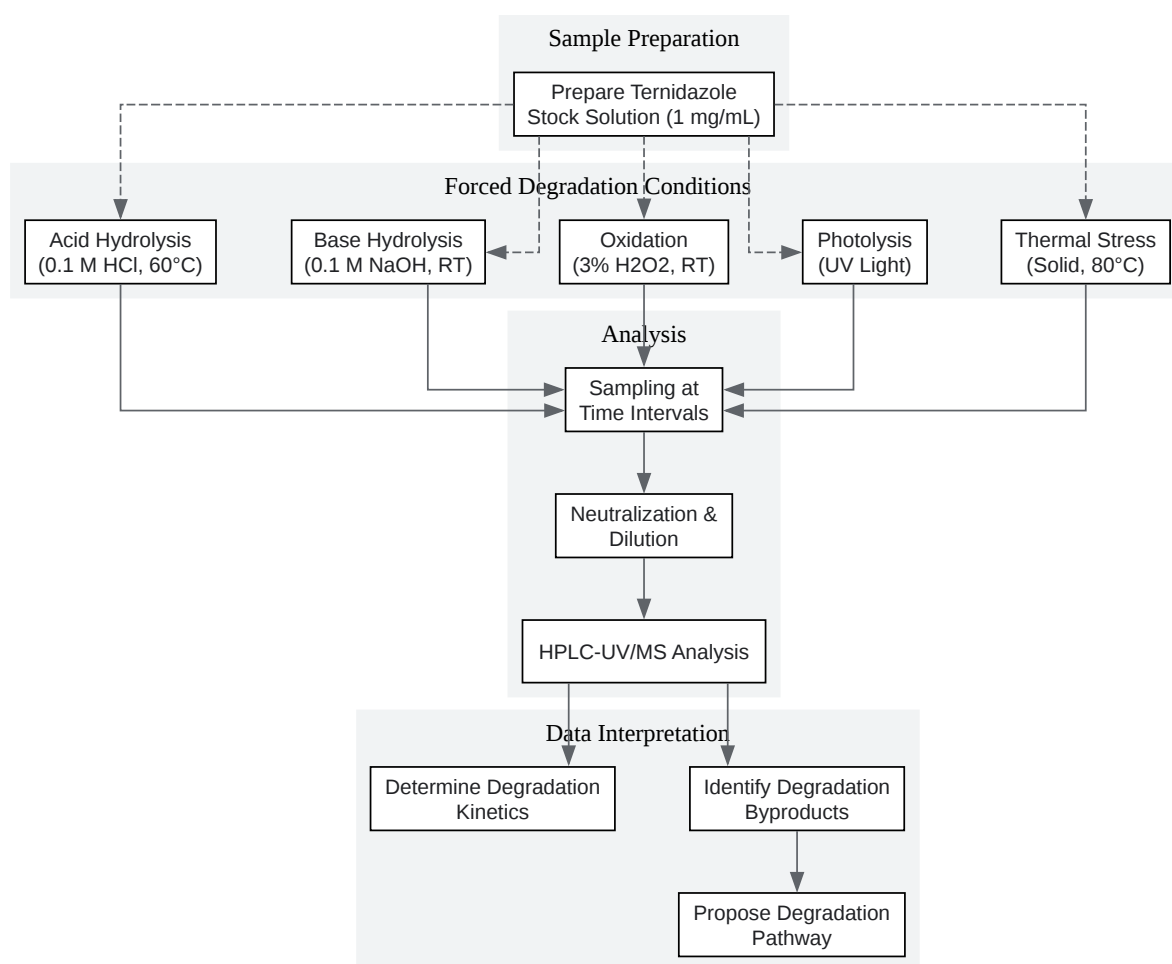 Sample Preparation
Prepare Ternidazole
Stock Solution (1 mg/mL)
Forced Degradation Conditions
Acid Hydrolysis
(0.1 M HCl, 60°C)
Base Hydrolysis
(0.1 M NaOH, RT)
Oxidation
(3% H2O2, RT)
Photolysis
(UV Light)
Thermal Stress
(Solid, 80°C)
Analysis
Sampling at
Time Intervals
Neutralization &
Dilution
HPLC-UV/MS Analysis
Data Interpretation
Determine Degradation
Kinetics
Identify Degradation
Byproducts
Propose Degradation
Pathway